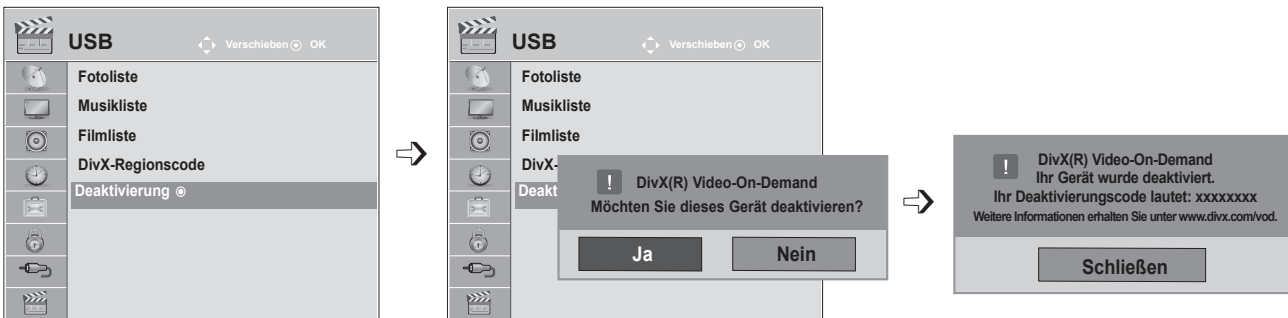 USB
Verschieben OK
Fotoliste
Musikliste
Filmliste
DivX-Regionscode
Deaktivierung
USB
Verschieben OK
Fotoliste
Musikliste
Filmliste
DivX-
Deakt
! DivX(R) Video-On-Demand
Möchten Sie dieses Gerät deaktivieren?
Ja Nein
! DivX(R) Video-On-Demand
Ihr Gerät wurde deaktiviert.
Ihr Deaktivierungscode lautet: xxxxxxxx
Weitere Informationen erhalten Sie unter www.divx.com/vod.
Schließen